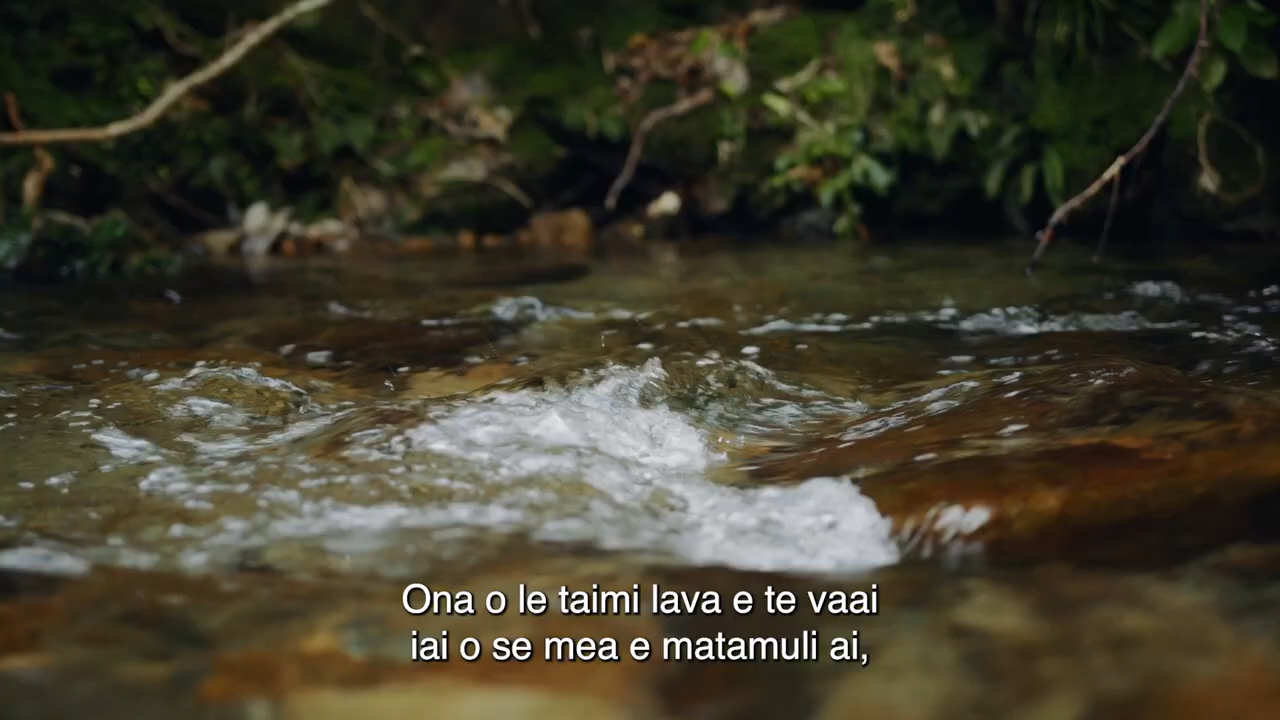 Ona o le taimi lava e te vaai
iai o se mea e matamuli ai,